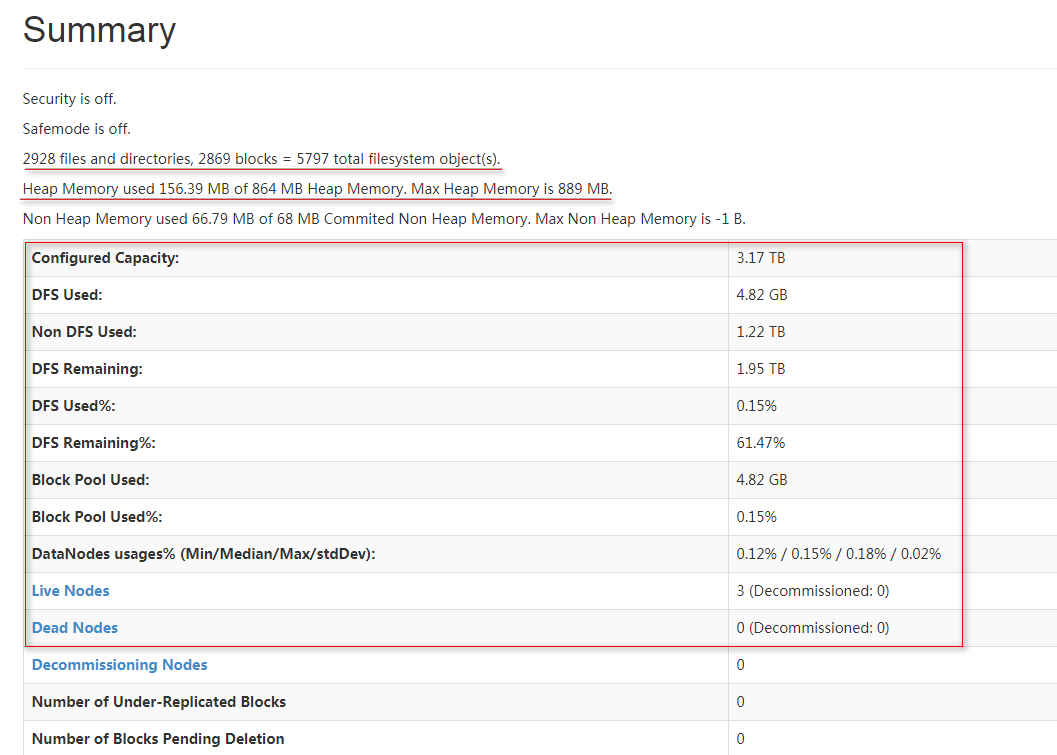 Summary
Security is off.
Safemode is off.
2928 files and directories, 2869 blocks = 5797 total filesystem object(s).
Heap Memory used 156.39 MB of 864 MB Heap Memory. Max Heap Memory is 889 MB.
Non Heap Memory used 66.79 MB of 68 MB Commited Non Heap Memory. Max Non Heap Memory is -1 B.
Configured Capacity: 3.17 TB
DFS Used: 4.82 GB
Non DFS Used: 1.22 TB
DFS Remaining: 1.95 TB
DFS Used%: 0.15%
DFS Remaining%: 61.47%
Block Pool Used: 4.82 GB
Block Pool Used%: 0.15%
DataNodes usages% (Min/Median/Max/stdDev): 0.12% / 0.15% / 0.18% / 0.02%
Live Nodes 3 (Decommissioned: 0)
Dead Nodes 0 (Decommissioned: 0)
Decommissioning Nodes 0
Number of Under-Replicated Blocks 0
Number of Blocks Pending Deletion 0